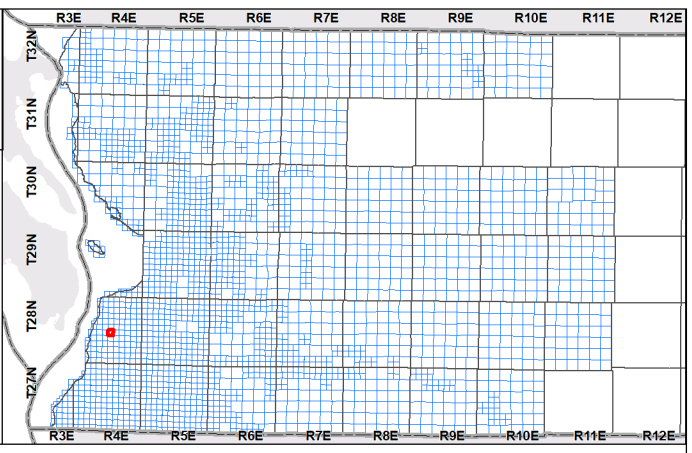 R3E R4E R5E R6E R7E R8E R9E R10E R11E R12E
T32N
T31N
T30N
T29N
T28N
T27N
R3E R4E R5E R6E R7E R8E R9E R10E R11E R12E